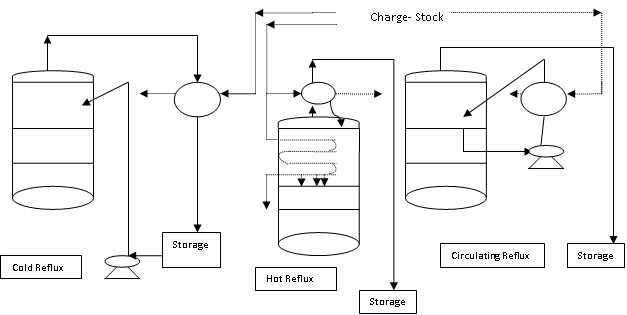 Charge- Stock
Storage
Cold Reflux
Hot Reflux
Circulating Reflux
Storage
Storage